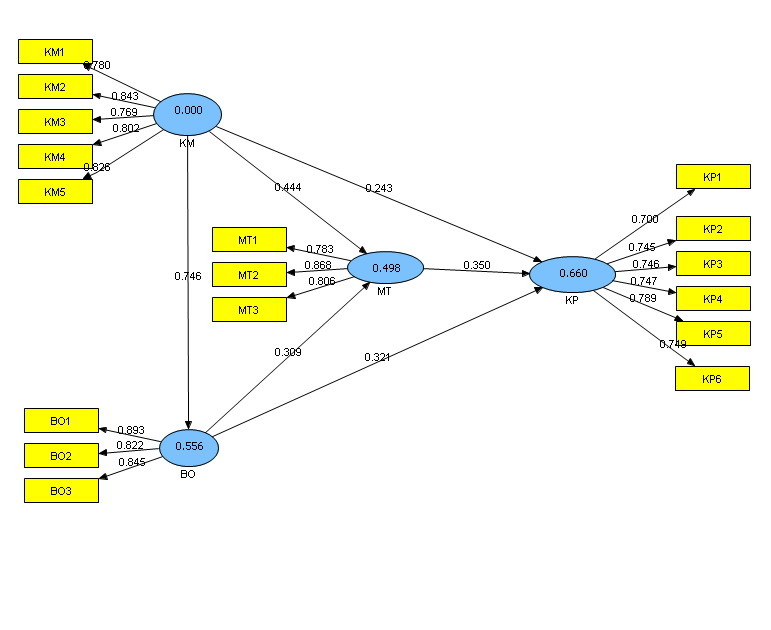 KM1
0.780
KM2
0.843
KM3
0.769
KM4
0.802
KM5
0.826
0.000
KM
0.444
0.243
0.746
MT1
0.783
MT2
0.868
MT3
0.806
0.498
MT
0.350
0.309
0.321
0.660
KP
KP1
0.700
KP2
0.745
KP3
0.746
KP4
0.747
KP5
0.789
KP6
0.749
BO1
0.893
BO2
0.822
BO3
0.845
0.556
BO